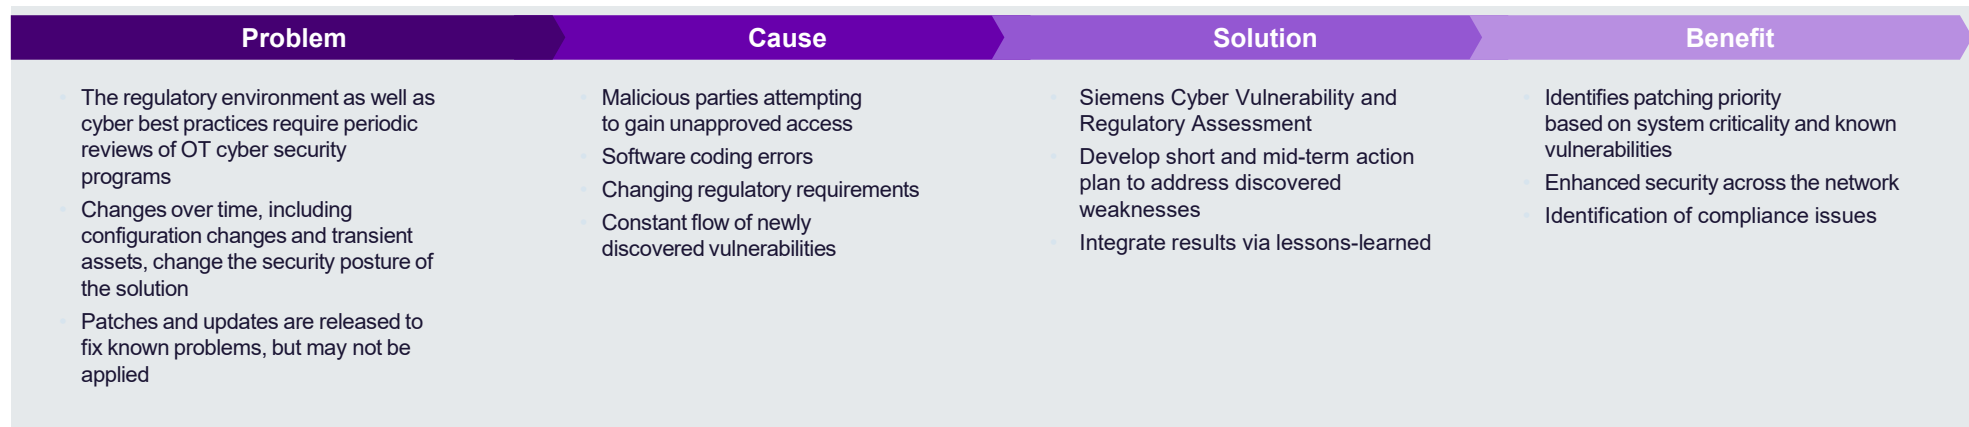 Problem
Cause
Solution
Benefit
The regulatory environment as well as
cyber best practices require periodic
reviews of OT cyber security
programs
Changes over time, including
configuration changes and transient
assets, change the security posture of
the solution
Patches and updates are released to
fix known problems, but may not be
applied
Malicious parties attempting
to gain unapproved access
Software coding errors
Changing regulatory requirements
Constant flow of newly
discovered vulnerabilities
Siemens Cyber Vulnerability and
Regulatory Assessment
Develop short and mid-term action
plan to address discovered
weaknesses
Integrate results via lessons-learned
Identifies patching priority
based on system criticality and known
vulnerabilities
Enhanced security across the network
Identification of compliance issues